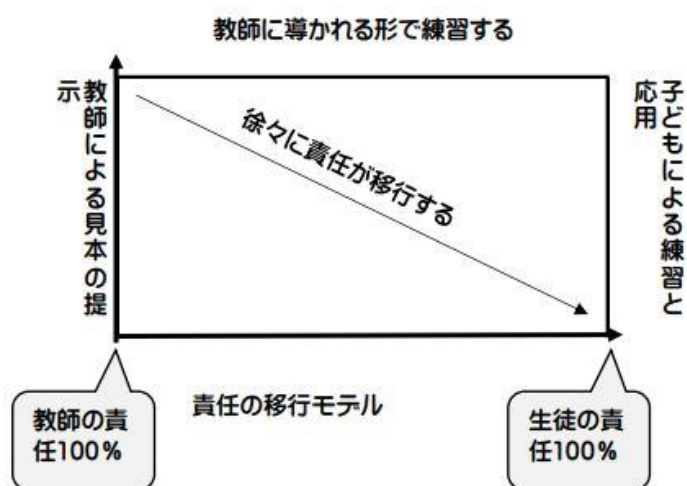 教師に導かれる形で練習する
教師による見本の提
示
徐々に責任が移行する
子どもによる練習と
応用
責任の移行モデル
教師の責
任100%
生徒の責
任100%